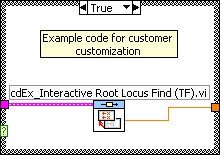 True
Example code for customer
customization
cdEx_Interactive Root Locus Find (TF).vi
?